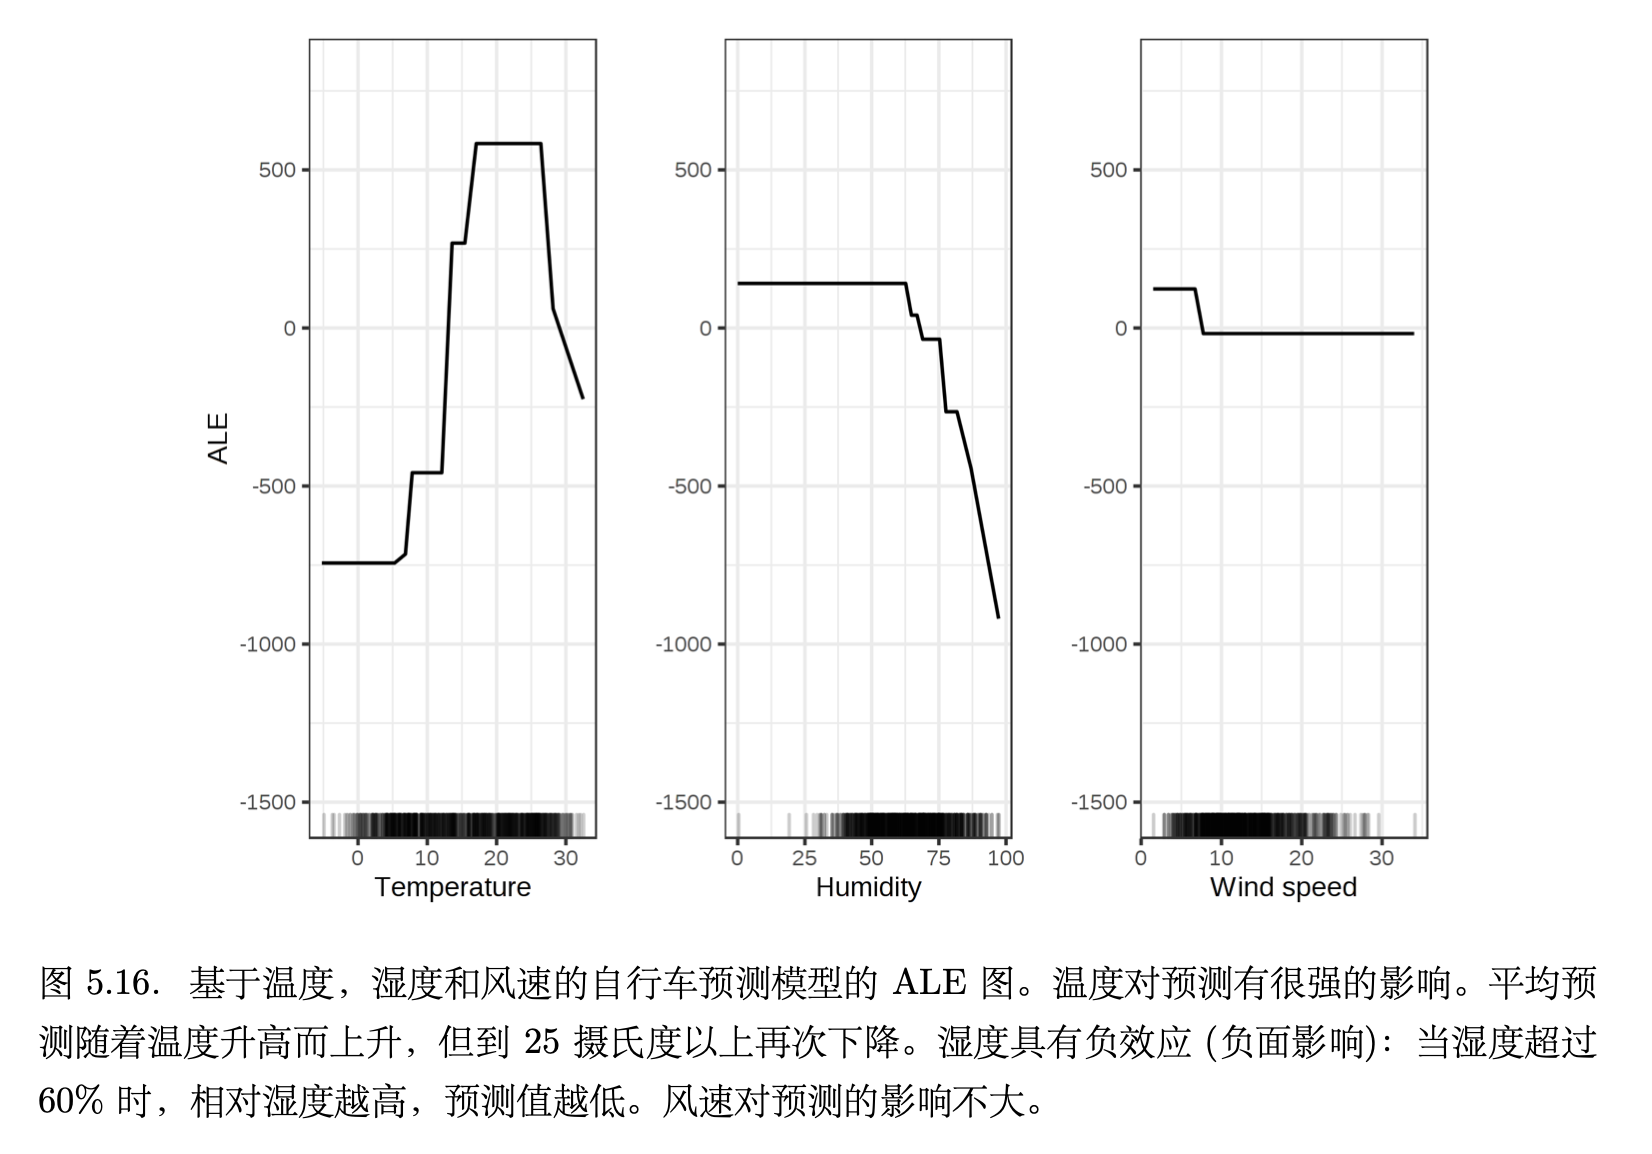 500
0
-500
-1000
-1500
ALE
0 10 20 30
Temperature
500
0
-500
-1000
-1500
0 25 50 75 100
Humidity
500
0
-500
-1000
-1500
0 10 20 30
Wind speed
图 5.16. 基于温度，湿度和风速的自行车预测模型的 ALE 图。温度对预测有很强的影响。平均预
测随着温度升高而上升，但到 25 摄氏度以上再次下降。湿度具有负效应 (负面影响)：当湿度超过
60% 时，相对湿度越高，预测值越低。风速对预测的影响不大。